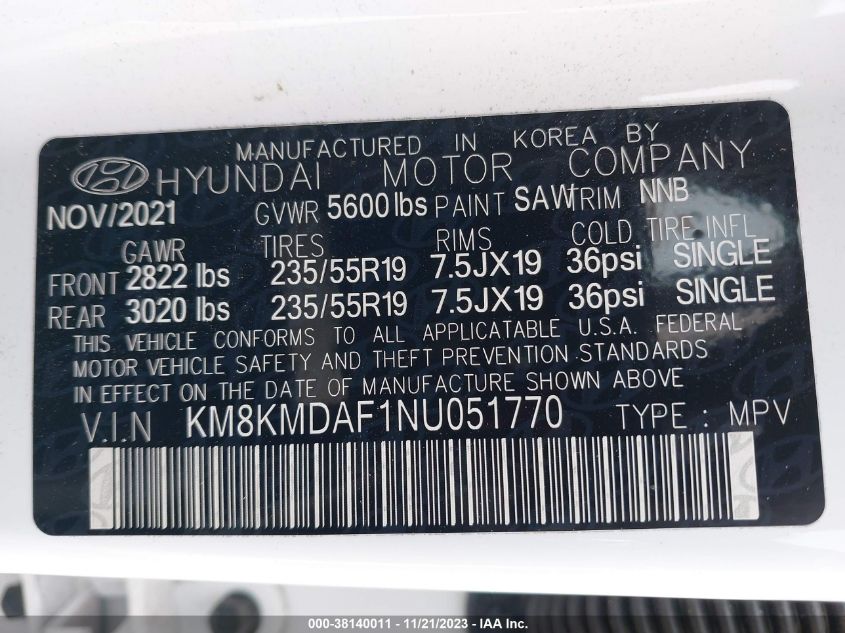 MANUFACTURED IN KOREA BY
HYUNDAI MOTOR COMPANY
NOV/2021 GVWR 5600lbs PAINT SAW TRIM NNB
GAWR TIRES RIMS COLD TIRE INFL
FRONT 2822 lbs 235/55R19 7.5JX19 36psi SINGLE
REAR 3020 lbs 235/55R19 7.5JX19 36psi SINGLE
THIS VEHICLE CONFORMS TO ALL APPLICATABLE U.S.A. FEDERAL
MOTOR VEHICLE SAFETY AND THEFT PREVENTION STANDARDS
IN EFFECT ON THE DATE OF MANUFACTURE SHOWN ABOVE
V.I.N KM8KMDAF1NU051770 TYPE : MPV
000-38140011 - 11/21/2023 - IAA Inc.